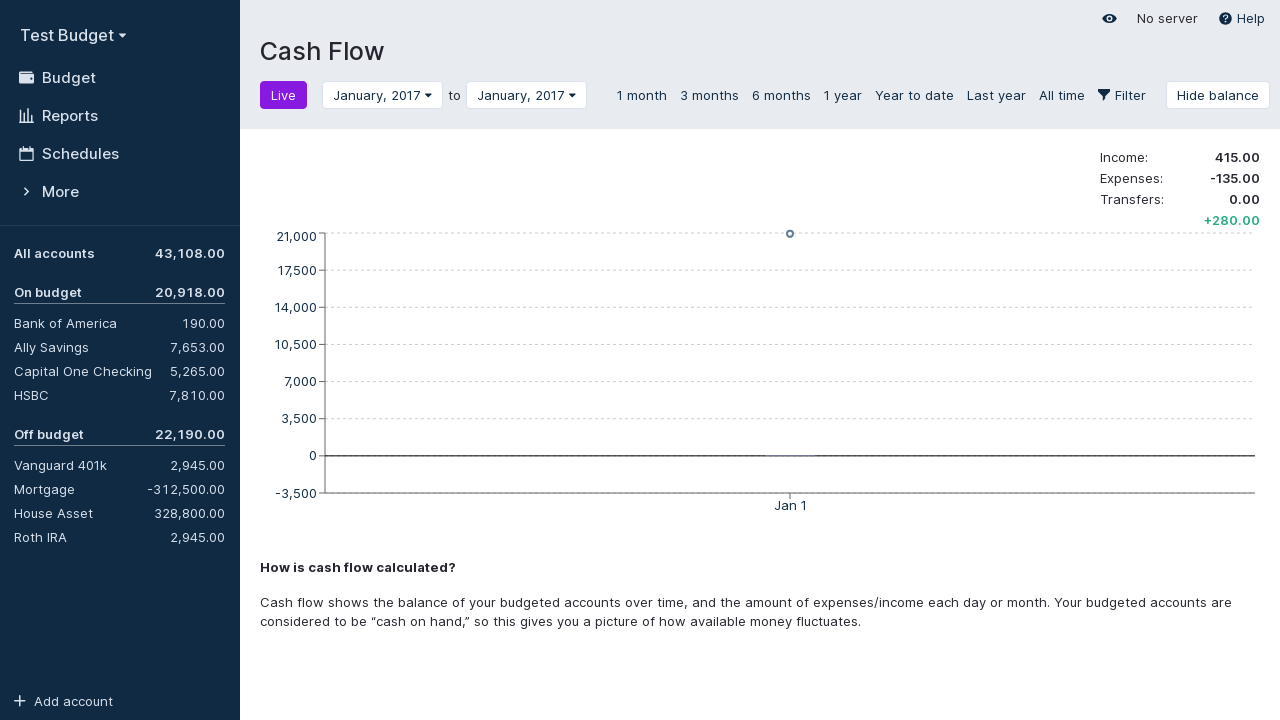 Test Budget
Budget
Reports
Schedules
More
All accounts 43,108.00
On budget 20,918.00
Bank of America 190.00
Ally Savings 7,653.00
Capital One Checking 5,265.00
HSBC 7,810.00
Off budget 22,190.00
Vanguard 401k 2,945.00
Mortgage -312,500.00
House Asset 328,800.00
Roth IRA 2,945.00
Add account
No server Help
Cash Flow
Live January, 2017 to January, 2017 1 month 3 months 6 months 1 year Year to date Last year All time Filter Hide balance
Income: 415.00
Expenses: -135.00
Transfers: 0.00
+280.00
21,000
17,500
14,000
10,500
7,000
3,500
0
-3,500
Jan 1
How is cash flow calculated?
Cash flow shows the balance of your budgeted accounts over time, and the amount of expenses/income each day or month. Your budgeted accounts are
considered to be “cash on hand,” so this gives you a picture of how available money fluctuates.